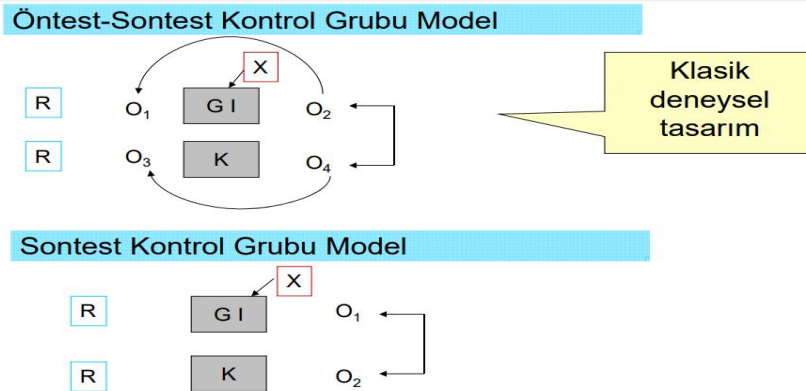 Öntest-Sontest Kontrol Grubu Model
X
R O₁ G I O₂
R O₃ K O₄
Klasik
deneysel
tasarım
Sontest Kontrol Grubu Model
X
R G I O₁
R K O₂